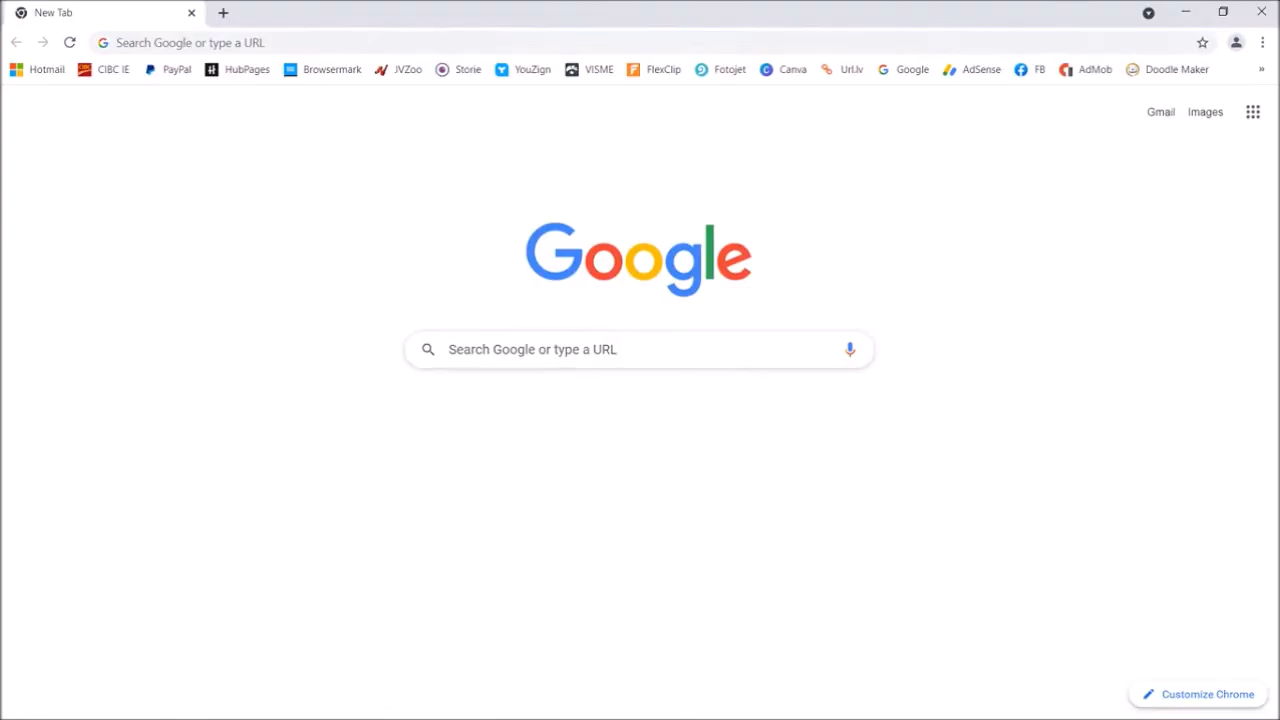 New Tab
Search Google or type a URL
Hotmail CIBC IE PayPal HubPages Browsermark JVZoo Storie YouZign VISME FlexClip Fotojet Canva Url.lv Google AdSense FB AdMob Doodle Maker »
Gmail Images
Google
Search Google or type a URL
Customize Chrome